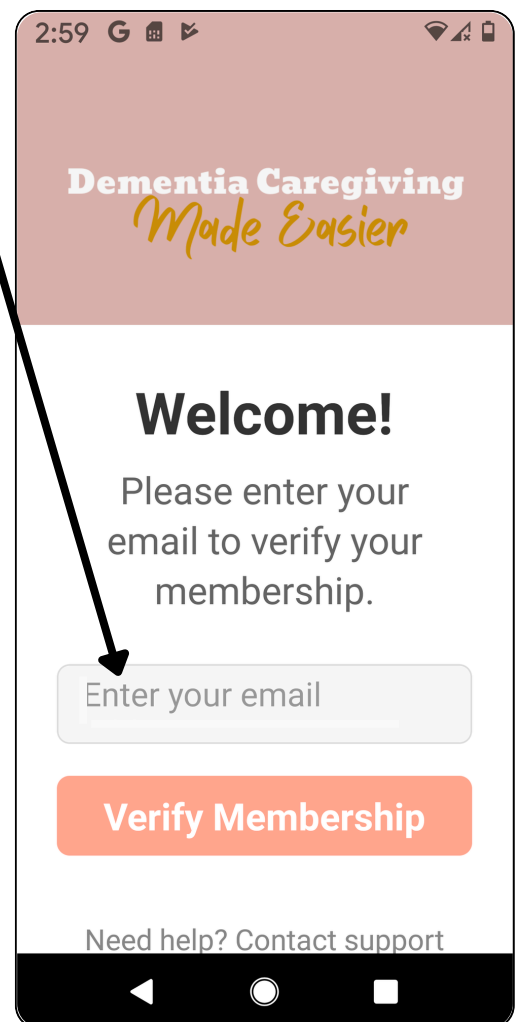 2:59 G
Dementia Caregiving
Made Easier
Welcome!
Please enter your
email to verify your
membership.
Enter your email
Verify Membership
Need help? Contact support